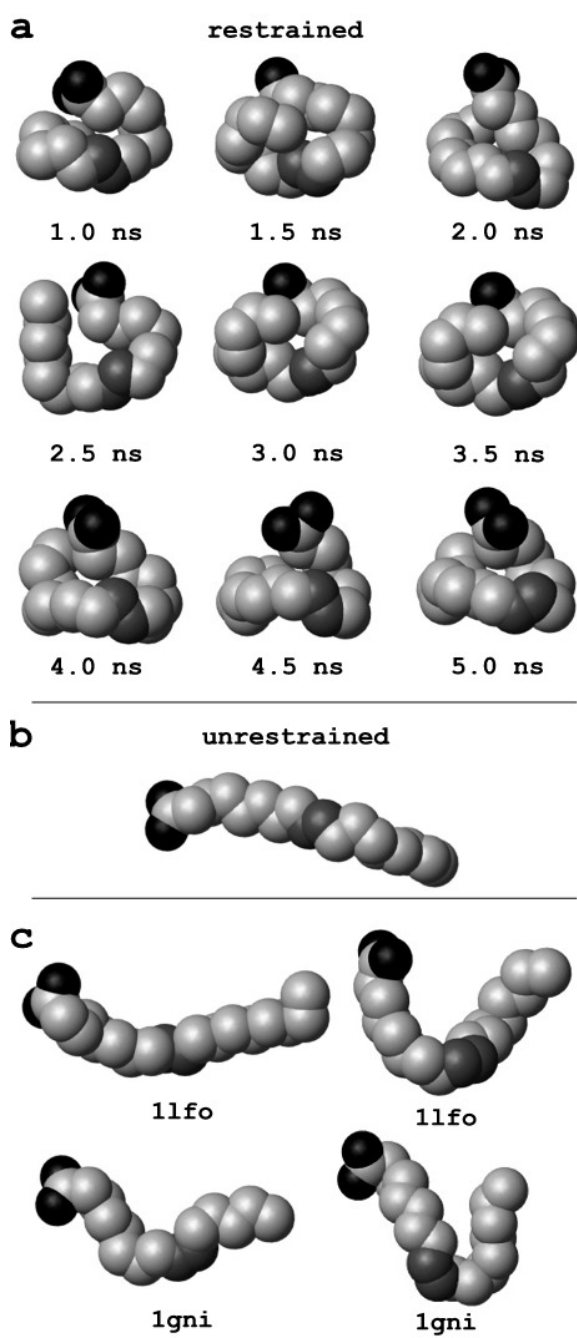 a
restrained
1.0 ns 1.5 ns 2.0 ns
2.5 ns 3.0 ns 3.5 ns
4.0 ns 4.5 ns 5.0 ns
b
unrestrained
c
1lfo 1lfo
1gni 1gni